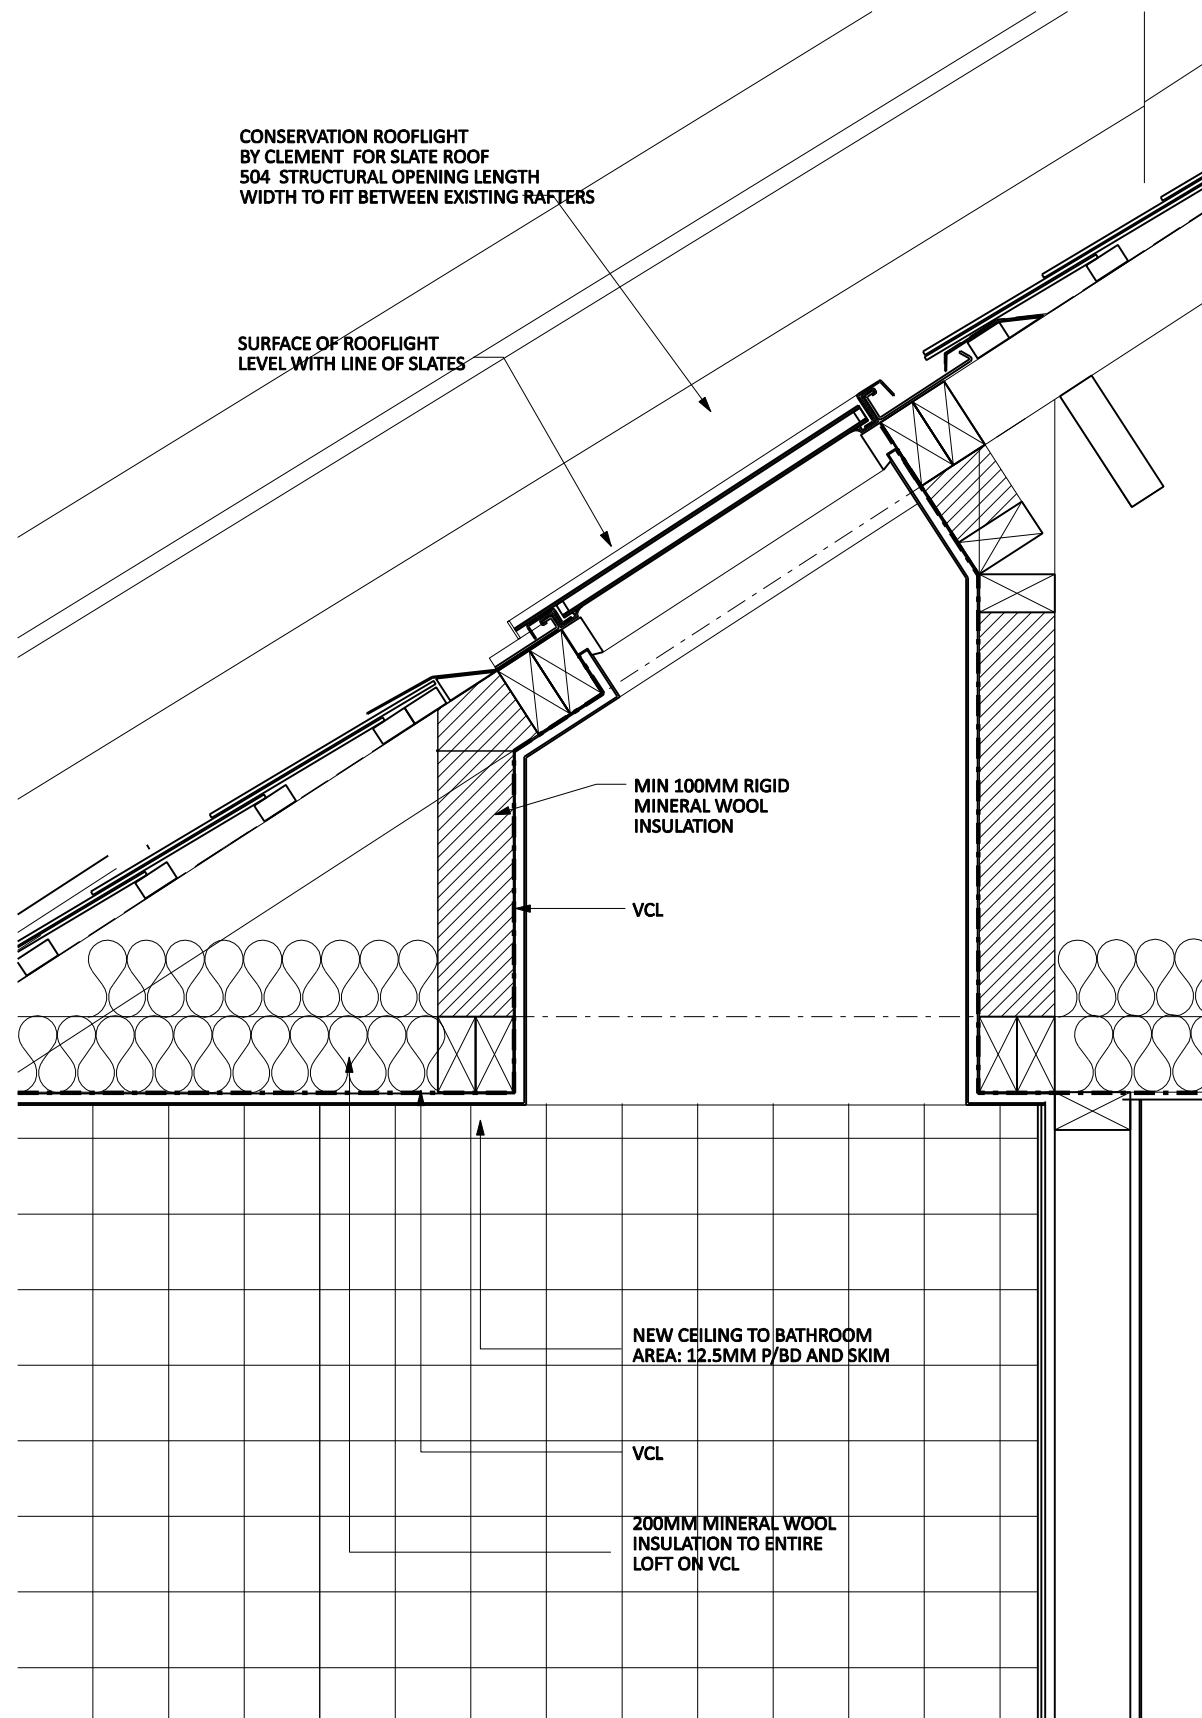 CONSERVATION ROOFLIGHT
BY CLEMENT FOR SLATE ROOF
504 STRUCTURAL OPENING LENGTH
WIDTH TO FIT BETWEEN EXISTING RAFTERS
SURFACE OF ROOFLIGHT
LEVEL WITH LINE OF SLATES
MIN 100MM RIGID
MINERAL WOOL
INSULATION
VCL
NEW CEILING TO BATHROOM
AREA: 12.5MM P/BD AND SKIM
VCL
200MM MINERAL WOOL
INSULATION TO ENTIRE
LOFT ON VCL